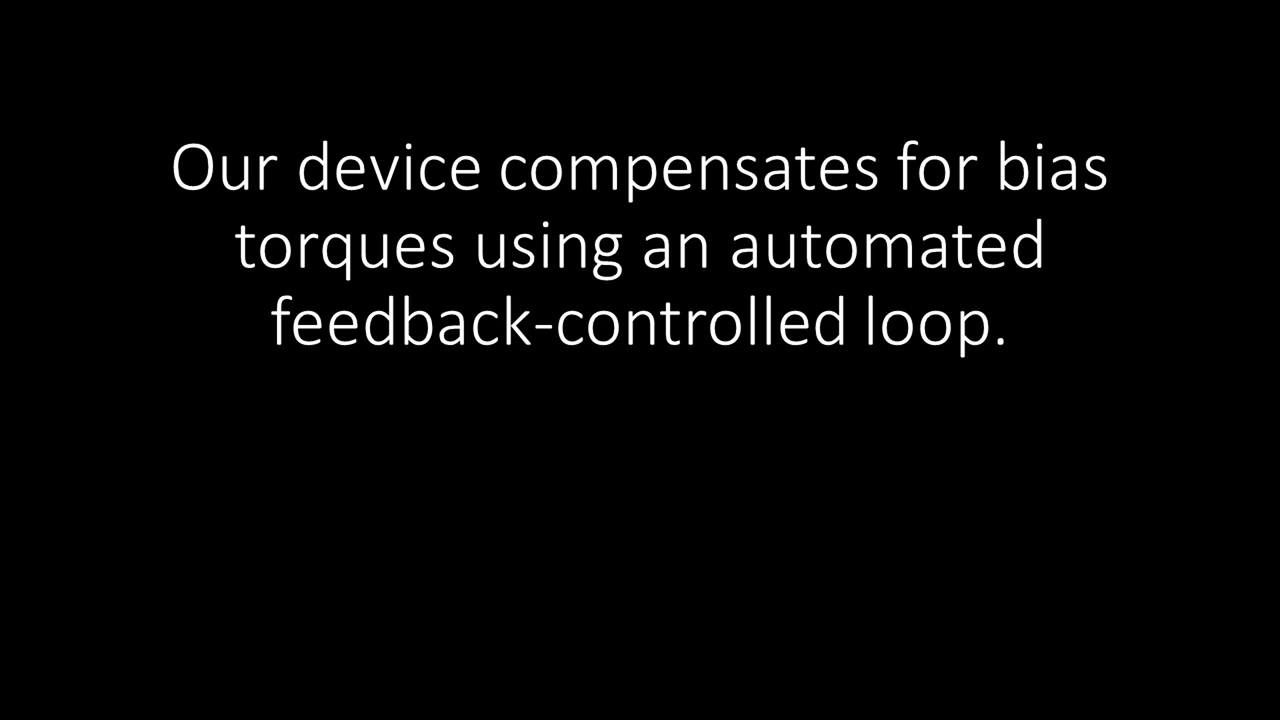 Our device compensates for bias
torques using an automated
feedback-controlled loop.